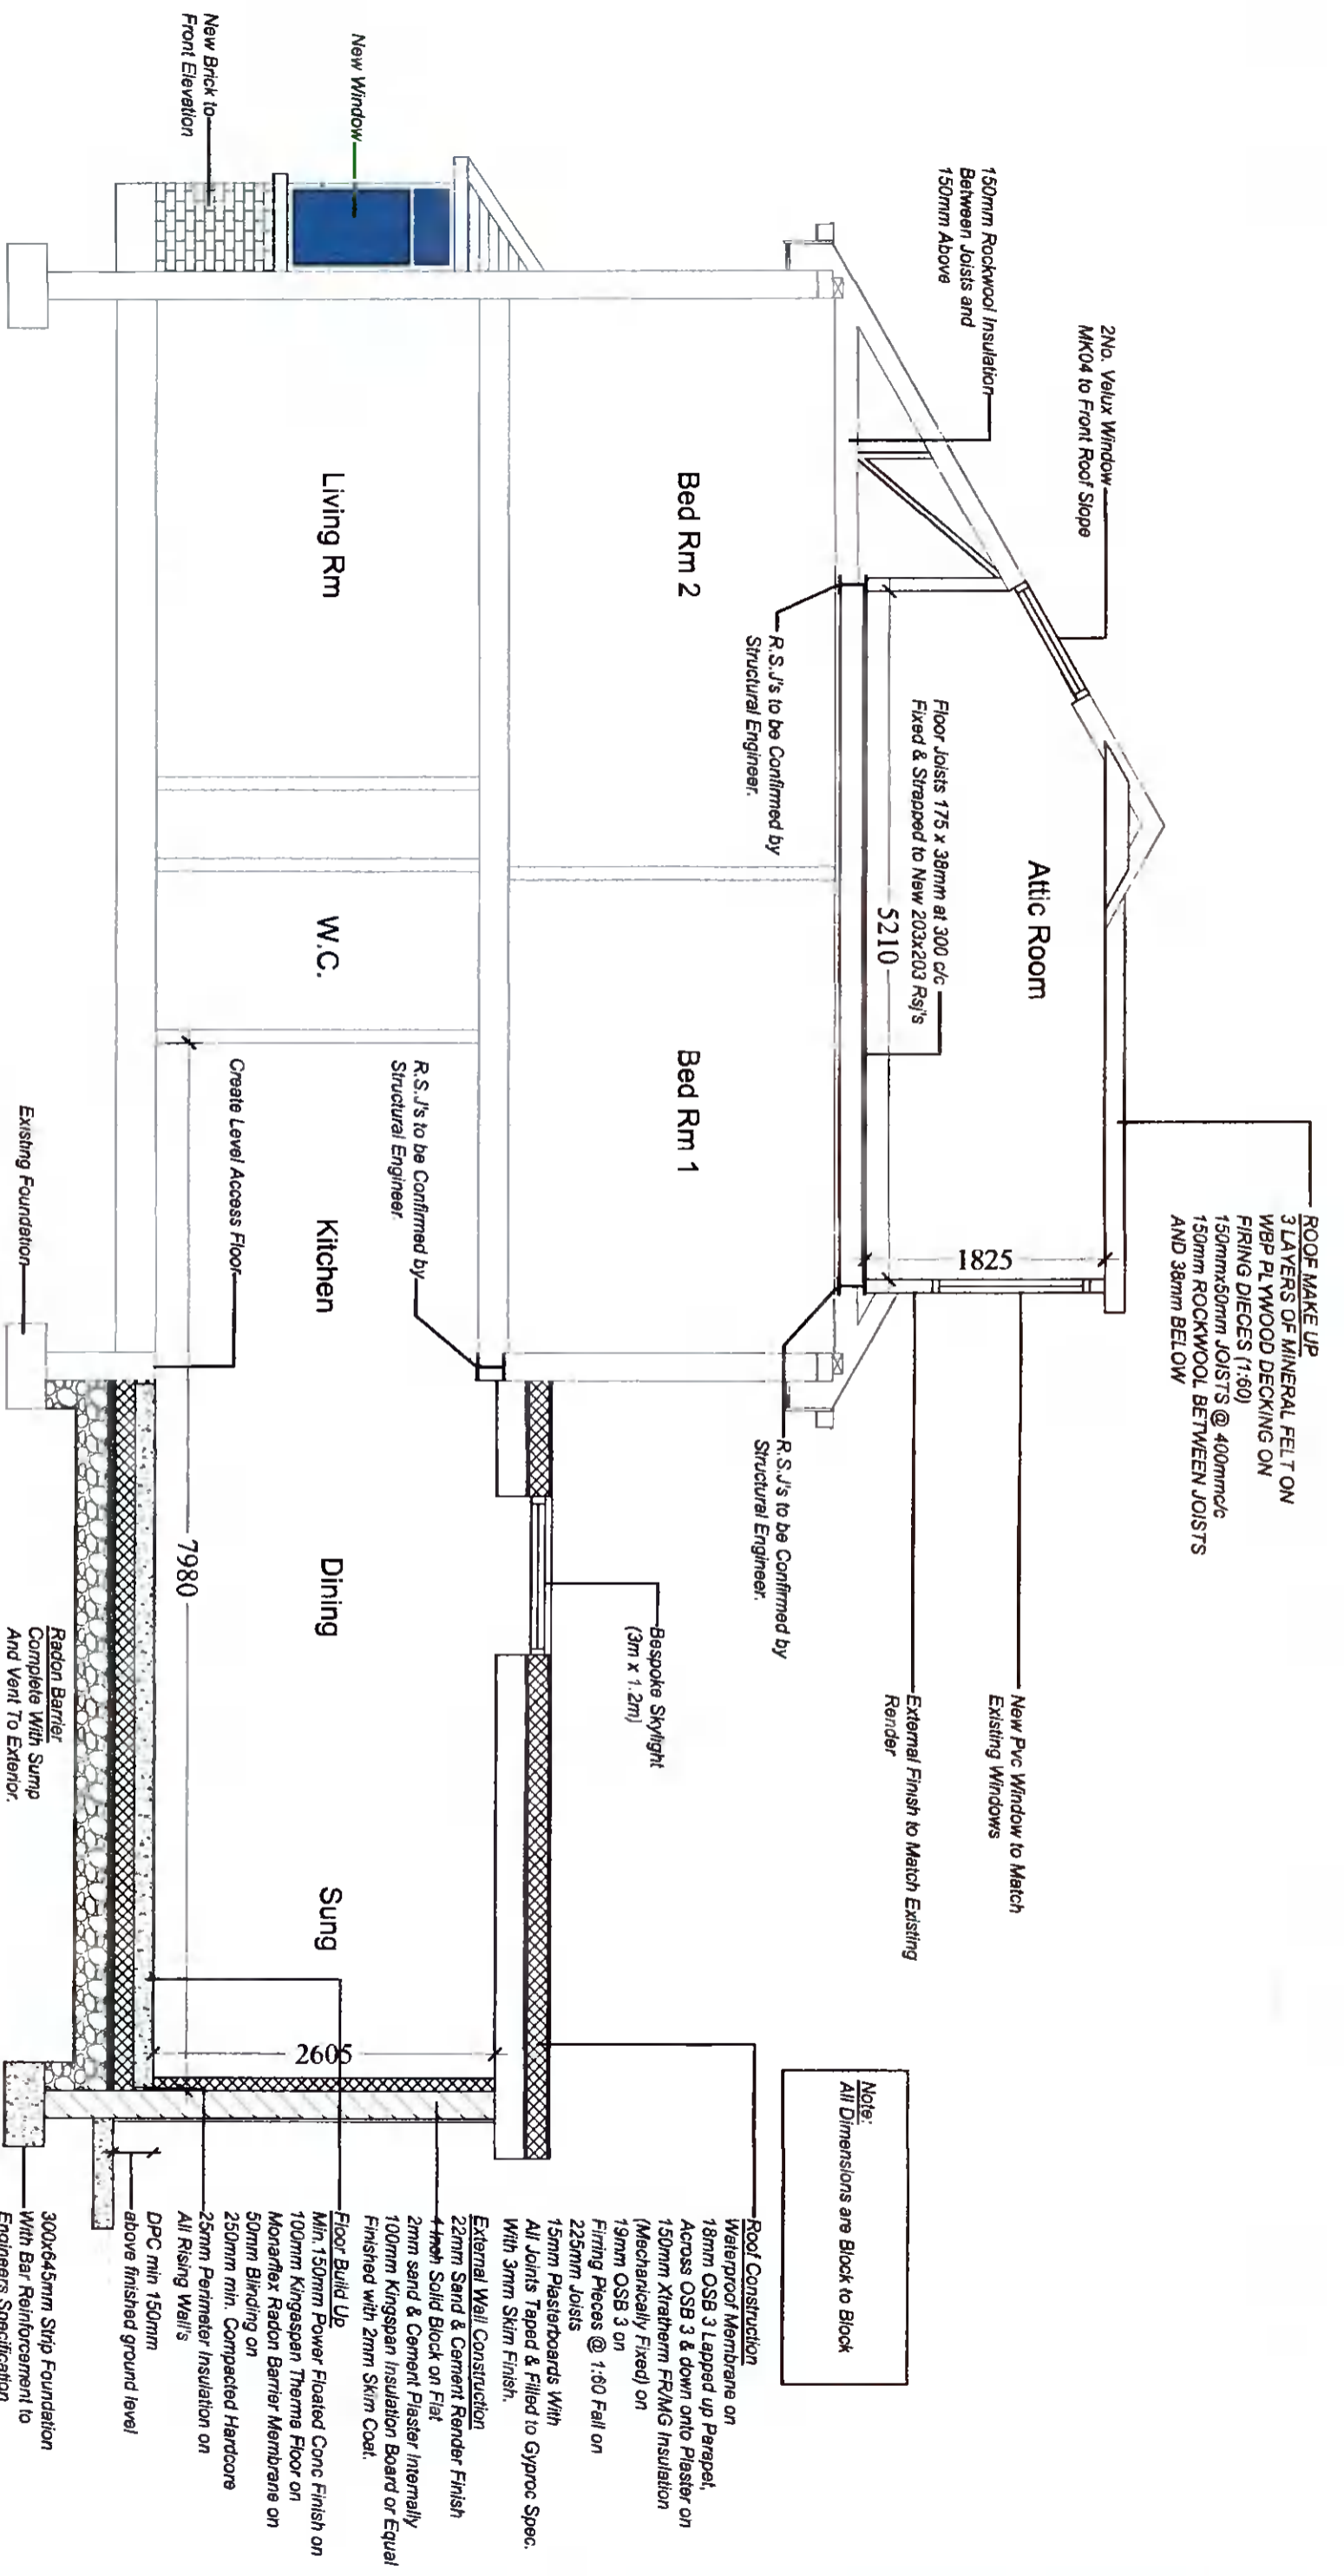 ROOF MAKE UP
3 LAYERS OF MINERAL FELT ON
WBP PLYWOOD DECKING ON
FIRING DIECES (1:60)
150mmx50mm JOISTS @ 400mmc/c
150mm ROCKWOOL BETWEEN JOISTS
AND 38mm BELOW
2No. Velux Window
MK04 to Front Roof Slope
150mm Rockwool Insulation
Between Joists and
150mm Above
Attic Room
1825
New Pvc Window to Match
Existing Windows
Floor Joists 175 x 38mm at 300 c/c
Fixed & Strapped to New 203x203 Rsj's
5210
External Finish to Match Existing
Render
Note:
All Dimensions are Block to Block
R.S.J's to be Confirmed by
Structural Engineer.
R.S.J's to be Confirmed by
Structural Engineer.
Bed Rm 2
Bed Rm 1
Bespoke Skylight
(3m x 1.2m)
Roof Construction
Waterproof Membrane on
18mm OSB 3 Lapped up Parapet,
Across OSB 3 & down onto Plaster on
150mm Xtratherm FR/MG Insulation
(Mechanically Fixed) on
19mm OSB 3 on
Firring Pieces @ 1:60 Fall on
225mm Joists
15mm Plasterboards With
All Joints Taped & Filled to Gyproc Spec.
With 3mm Skim Finish.
New Window
R.S.J's to be Confirmed by
Structural Engineer.
Living Rm
W.C.
Kitchen
Dining
Sung
2605
External Wall Construction
22mm Sand & Cement Render Finish
4 Inch Solid Block on Flat
2mm sand & Cement Plaster Internally
100mm Kingspan Insulation Board or Equal
Finished with 2mm Skim Coat.
New Brick to
Front Elevation
Create Level Access Floor
7980
Floor Build Up
Min.150mm Power Floated Conc Finish on
100mm Kingespan Therma Floor on
Monarflex Radon Barrier Membrane on
50mm Blinding on
250mm min. Compacted Hardcore
25mm Perimeter Insulation on
All Rising Wall's
DPC min 150mm
above finished ground level
Existing Foundation
Radon Barrier
Complete With Sump
And Vent To Exterior.
300x645mm Strip Foundation
With Bar Reinforcement to
Engineers Specification